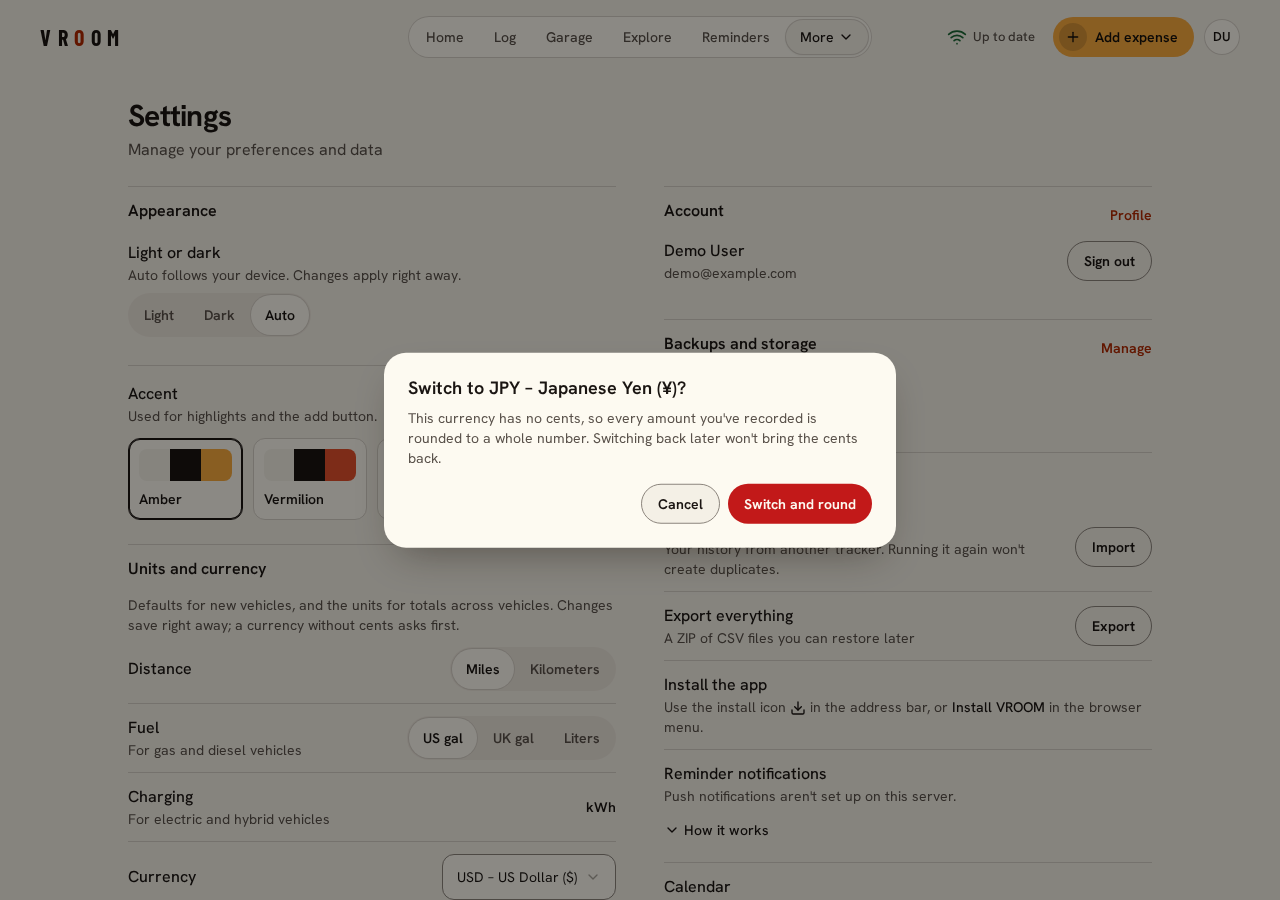 VROOM
Home
Log
Garage
Explore
Reminders
More
Up to date
Add expense
DU
Settings
Manage your preferences and data
Appearance
Light or dark
Auto follows your device. Changes apply right away.
Light
Dark
Auto
Accent
Used for highlights and the add button.
Amber
Vermilion
Units and currency
Defaults for new vehicles, and the units for totals across vehicles. Changes
save right away; a currency without cents asks first.
Distance
Miles
Kilometers
Fuel
For gas and diesel vehicles
US gal
UK gal
Liters
Charging
For electric and hybrid vehicles
kWh
Currency
USD – US Dollar ($)
Account
Profile
Demo User
demo@example.com
Sign out
Backups and storage
Manage
Switch to JPY – Japanese Yen (¥)?
This currency has no cents, so every amount you've recorded is
rounded to a whole number. Switching back later won't bring the cents
back.
Cancel
Switch and round
Your history from another tracker. Running it again won't
create duplicates.
Import
Export everything
A ZIP of CSV files you can restore later
Export
Install the app
Use the install icon in the address bar, or Install VROOM in the browser
menu.
Reminder notifications
Push notifications aren't set up on this server.
How it works
Calendar